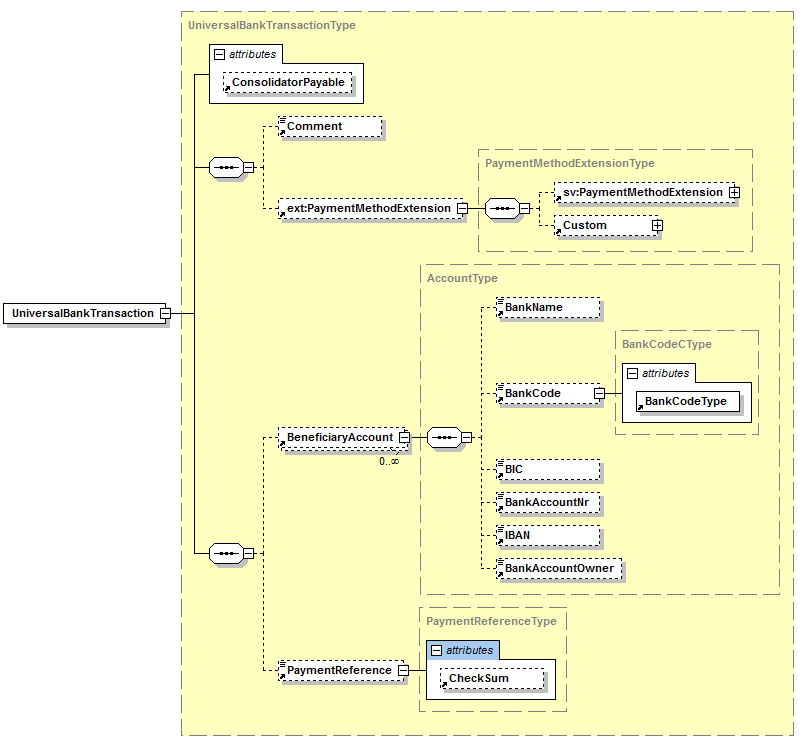 UniversalBankTransactionType
attributes
ConsolidatorPayable
Comment
PaymentMethodExtensionType
sv:PaymentMethodExtension
ext:PaymentMethodExtension
Custom
AccountType
BankName
UniversalBankTransaction
BankCodeCType
attributes
BankCode
BankCodeType
BeneficiaryAccount
0..∞
BIC
BankAccountNr
IBAN
BankAccountOwner
PaymentReferenceType
attributes
PaymentReference
CheckSum